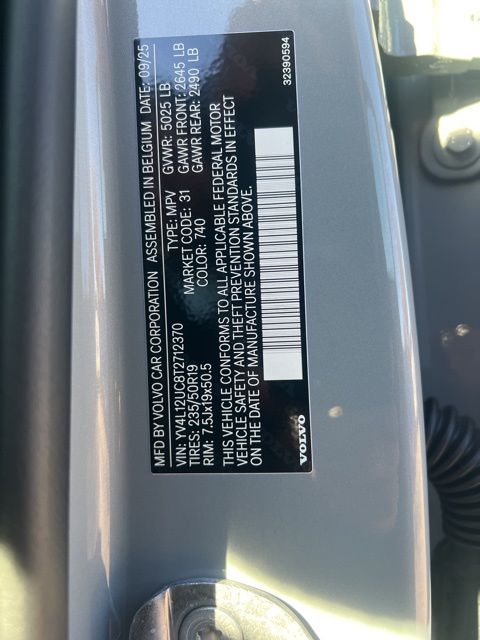 MFD BY VOLVO CAR CORPORATION ASSEMBLED IN BELGIUM DATE: 09/25
VIN: YV4L12UC8T2712370 TYPE: MPV GVWR: 5025 LB
TIRES: 235/50R19 MARKET CODE: 31 GAWR FRONT: 2645 LB
RIM: 7.5Jx19x50.5 COLOR: 740 GAWR REAR: 2490 LB
THIS VEHICLE CONFORMS TO ALL APPLICABLE FEDERAL MOTOR
VEHICLE SAFETY AND THEFT PREVENTION STANDARDS IN EFFECT
ON THE DATE OF MANUFACTURE SHOWN ABOVE.
VOLVO 32390594